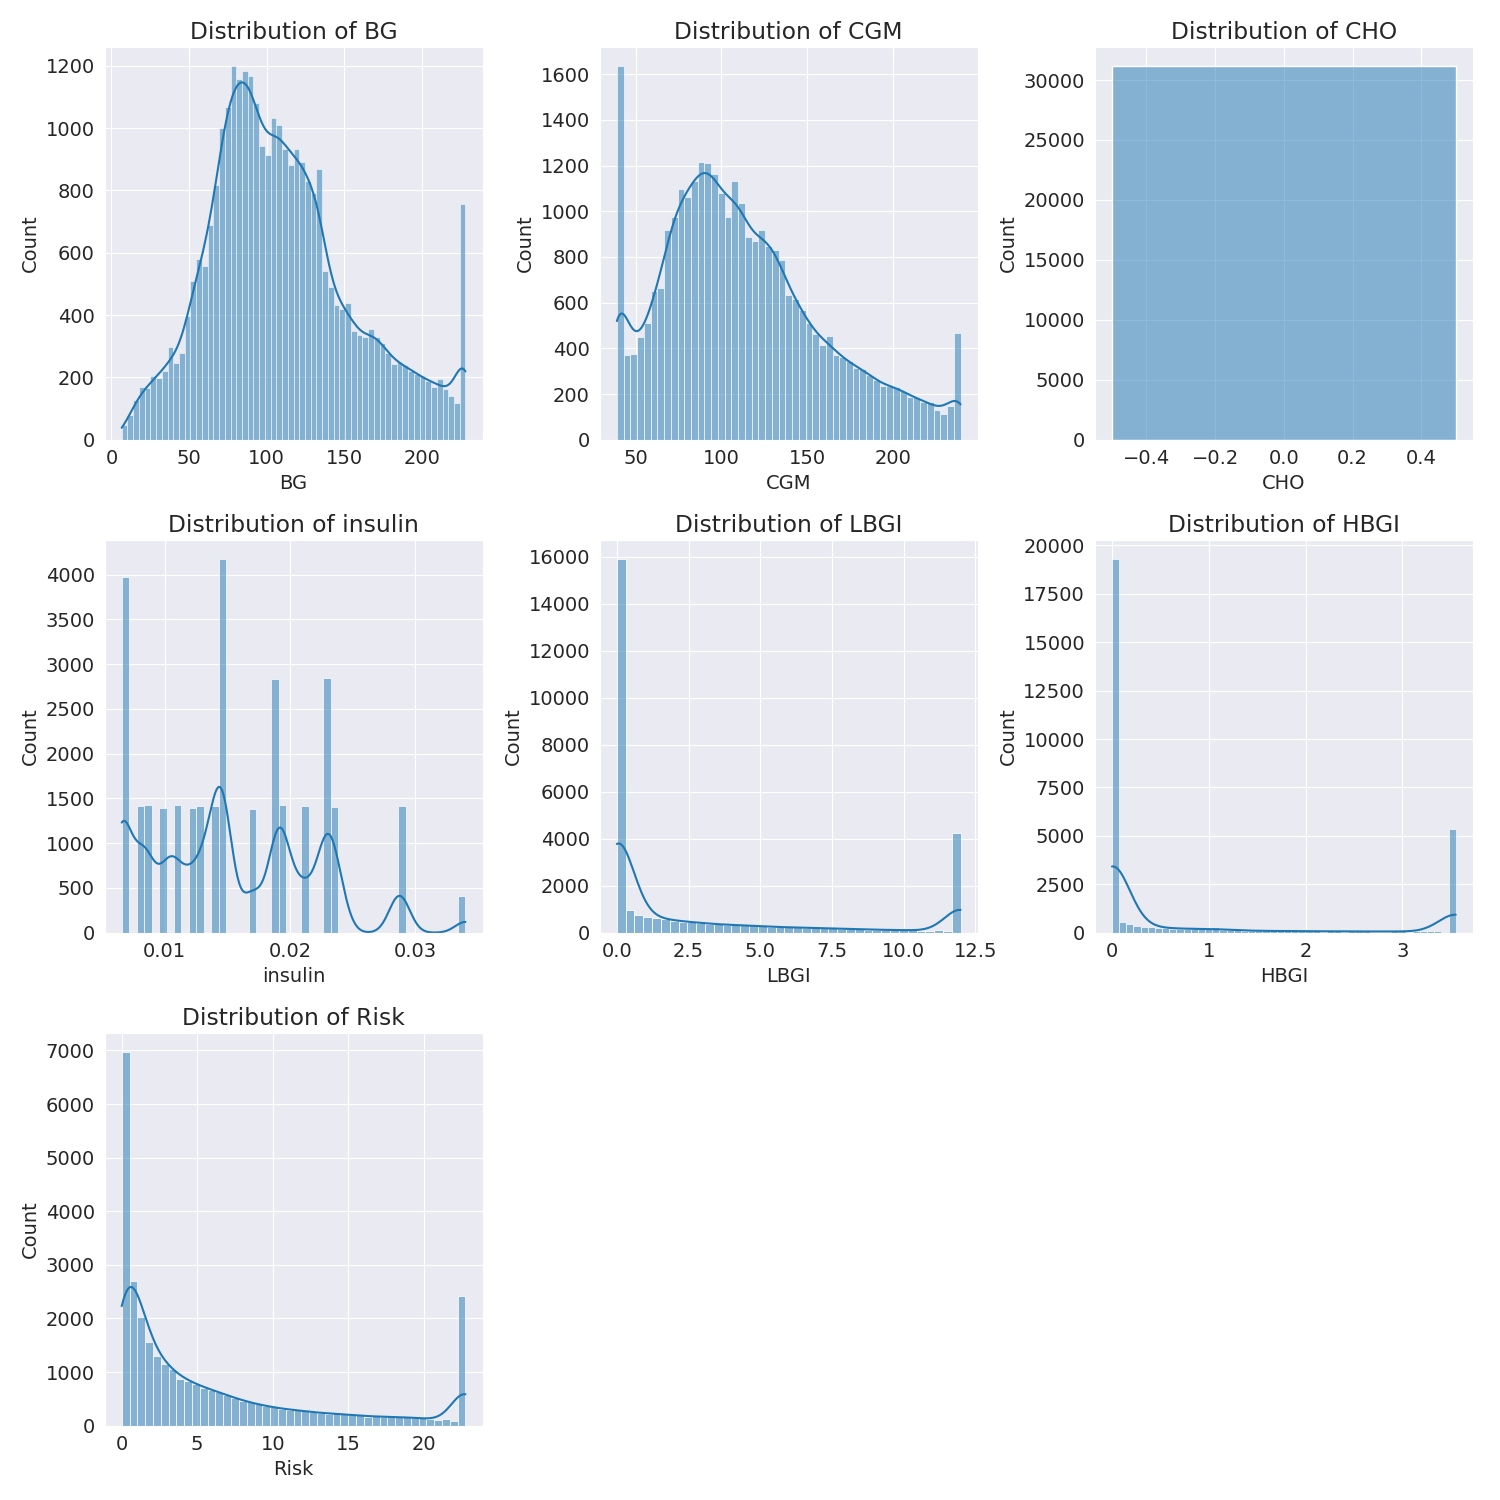 Distribution of BG
Count
1200
1000
800
600
400
200
0
0 50 100 150 200
BG
Distribution of CGM
Count
1600
1400
1200
1000
800
600
400
200
0
50 100 150 200
CGM
Distribution of CHO
Count
30000
25000
20000
15000
10000
5000
0
−0.4 −0.2 0.0 0.2 0.4
CHO
Distribution of insulin
Count
4000
3500
3000
2500
2000
1500
1000
500
0
0.01 0.02 0.03
insulin
Distribution of LBGI
Count
16000
14000
12000
10000
8000
6000
4000
2000
0
0.0 2.5 5.0 7.5 10.0 12.5
LBGI
Distribution of HBGI
Count
20000
17500
15000
12500
10000
7500
5000
2500
0
0 1 2 3
HBGI
Distribution of Risk
Count
7000
6000
5000
4000
3000
2000
1000
0
0 5 10 15 20
Risk